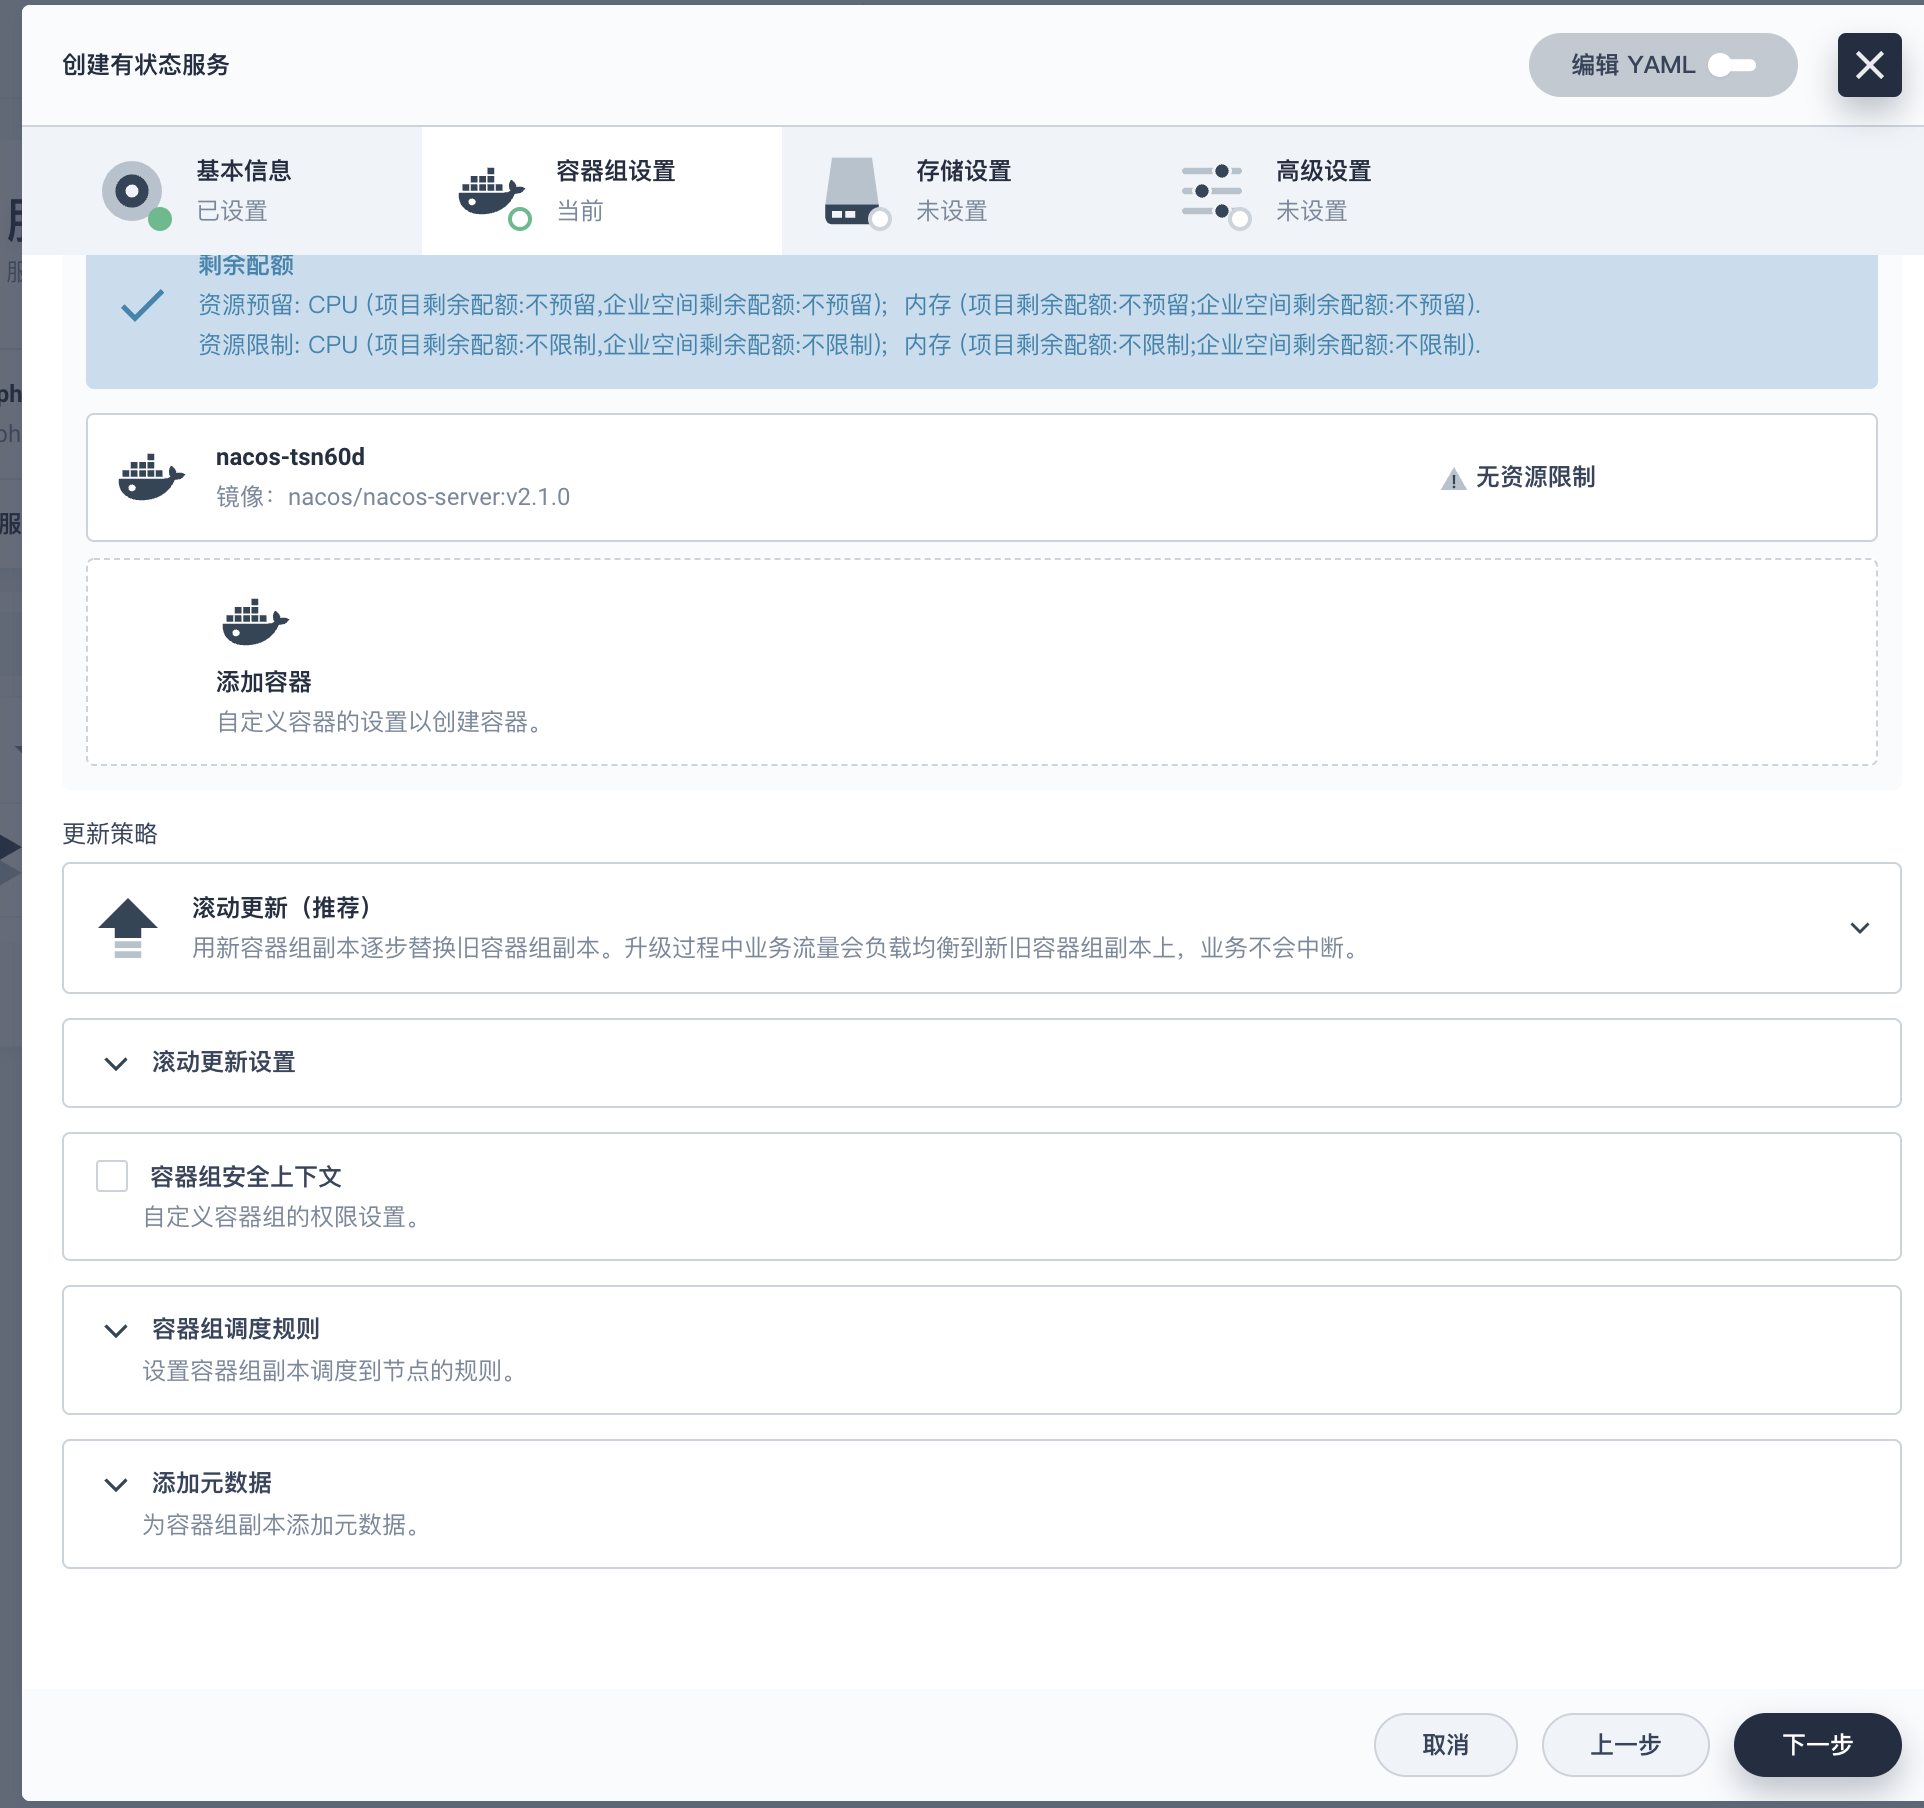 创建有状态服务
编辑 YAML
基本信息
已设置
容器组设置
当前
存储设置
未设置
高级设置
未设置
剩余配额
资源预留: CPU (项目剩余配额:不预留,企业空间剩余配额:不预留); 内存 (项目剩余配额:不预留;企业空间剩余配额:不预留).
资源限制: CPU (项目剩余配额:不限制,企业空间剩余配额:不限制); 内存 (项目剩余配额:不限制;企业空间剩余配额:不限制).
nacos-tsn60d
镜像：nacos/nacos-server:v2.1.0
无资源限制
添加容器
自定义容器的设置以创建容器。
更新策略
滚动更新（推荐）
用新容器组副本逐步替换旧容器组副本。升级过程中业务流量会负载均衡到新旧容器组副本上，业务不会中断。
滚动更新设置
容器组安全上下文
自定义容器组的权限设置。
容器组调度规则
设置容器组副本调度到节点的规则。
添加元数据
为容器组副本添加元数据。
取消
上一步
下一步